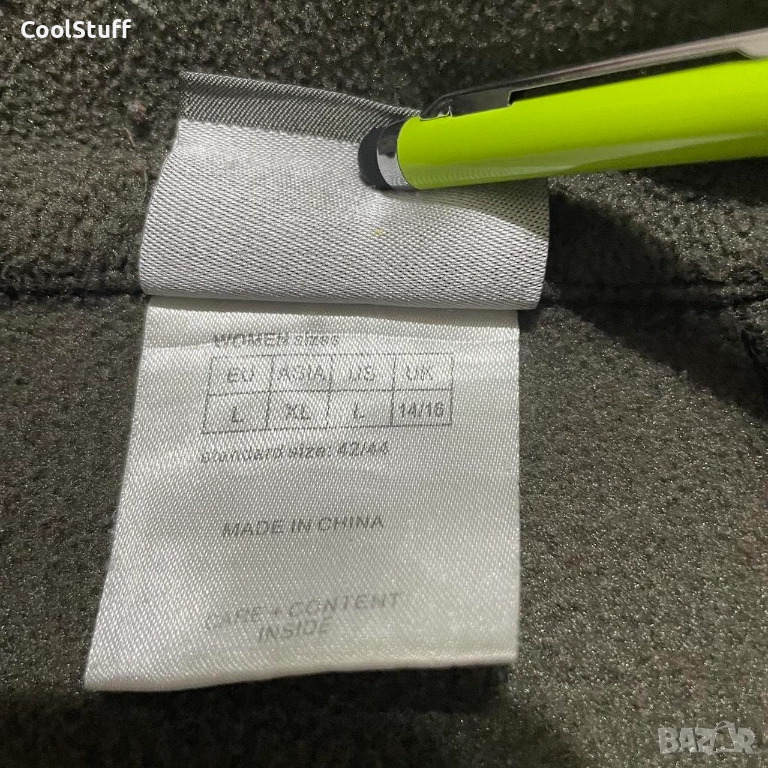 CoolStuff
WOMEN sizes
EU ASIA US UK
L XL L 14/16
standard size: 42/44
MADE IN CHINA
CARE + CONTENT
INSIDE
BAZAR